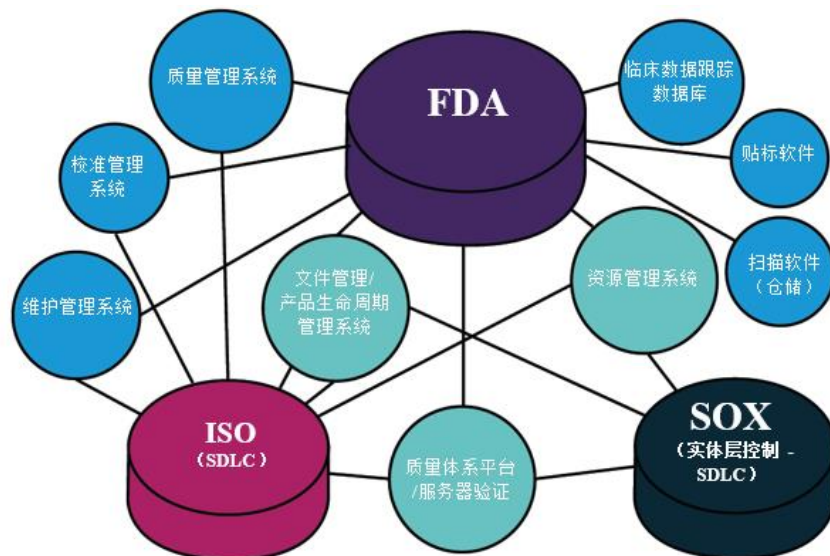 质量管理系统
FDA
临床数据跟踪
数据库
校准管理
系统
贴标软件
维护管理系统
文件管理/
产品生命周期
管理系统
资源管理系统
扫描软件
（仓储）
ISO
（SDLC）
质量体系平台
/服务器验证
SOX
（实体层控制 -
SDLC）